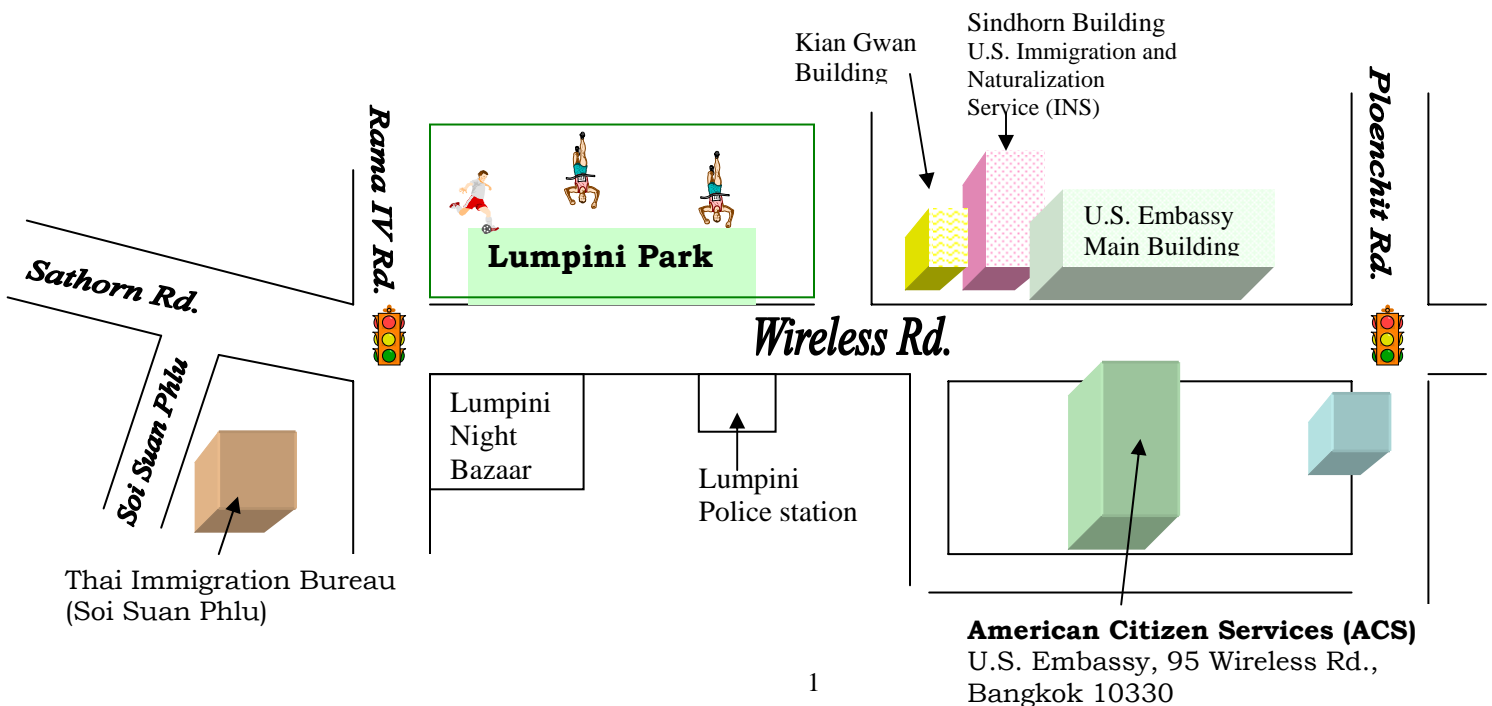 Sindhorn Building
U.S. Immigration and
Naturalization
Service (INS)
Kian Gwan
Building
Ploenchit Rd.
Rama IV Rd.
U.S. Embassy
Main Building
Lumpini Park
Sathorn Rd.
Wireless Rd.
Soi Suan Phlu
Lumpini
Night
Bazaar
Lumpini
Police station
Thai Immigration Bureau
(Soi Suan Phlu)
American Citizen Services (ACS)
U.S. Embassy, 95 Wireless Rd.,
Bangkok 10330
1